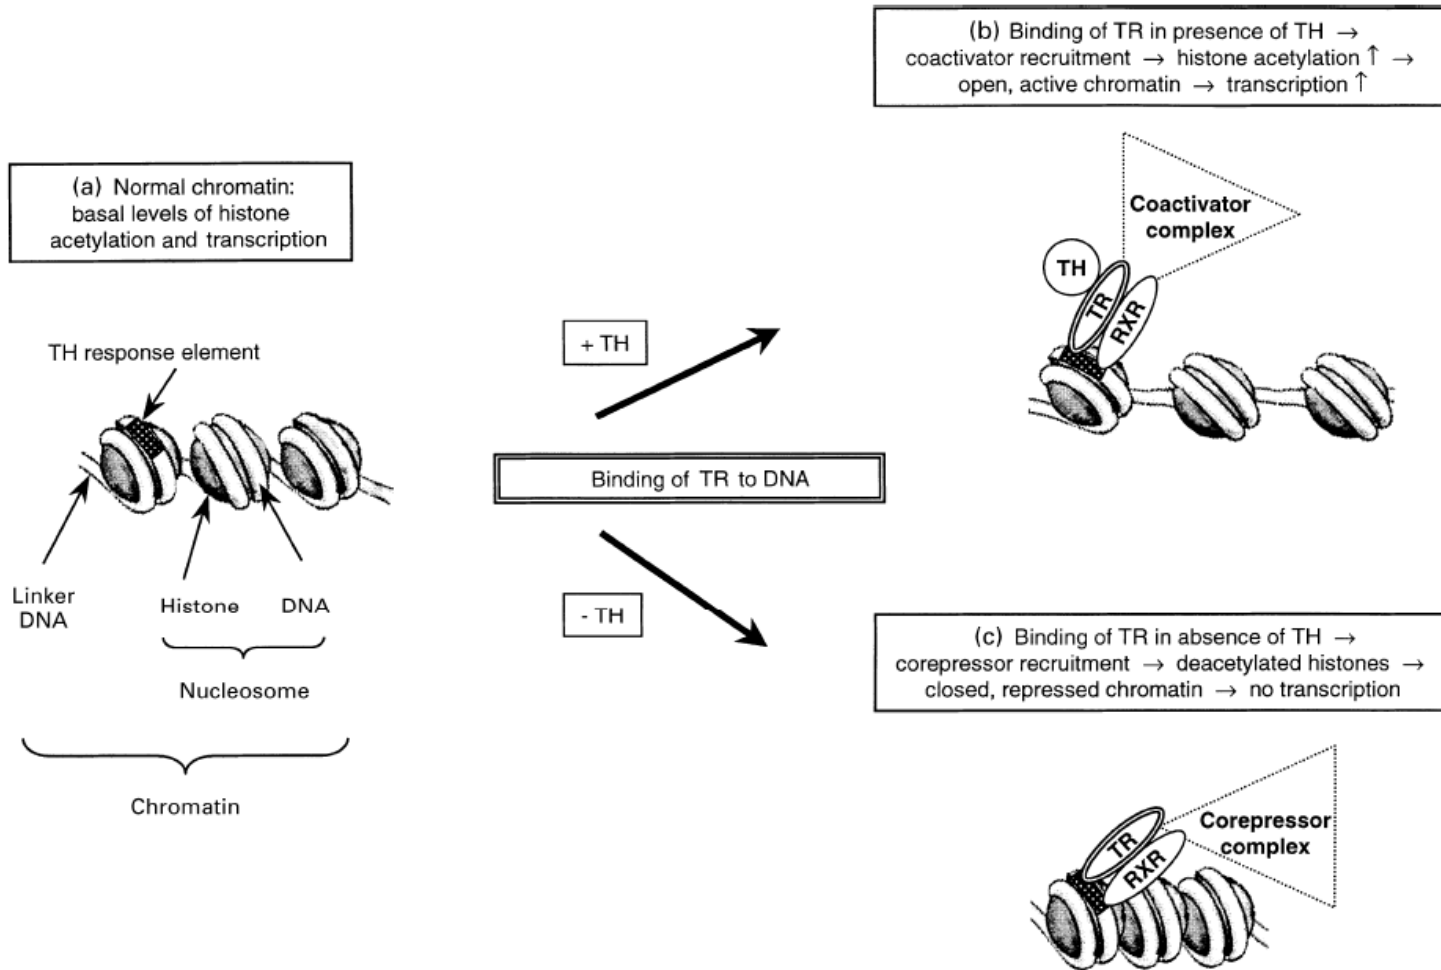 (a) Normal chromatin:
basal levels of histone
acetylation and transcription
TH response element
Linker
DNA
Histone
DNA
Nucleosome
Chromatin
+ TH
Binding of TR to DNA
- TH
(b) Binding of TR in presence of TH →
coactivator recruitment → histone acetylation ↑ →
open, active chromatin → transcription ↑
Coactivator
complex
TH
TR
RXR
(c) Binding of TR in absence of TH →
corepressor recruitment → deacetylated histones →
closed, repressed chromatin → no transcription
Corepressor
complex
TR
RXR